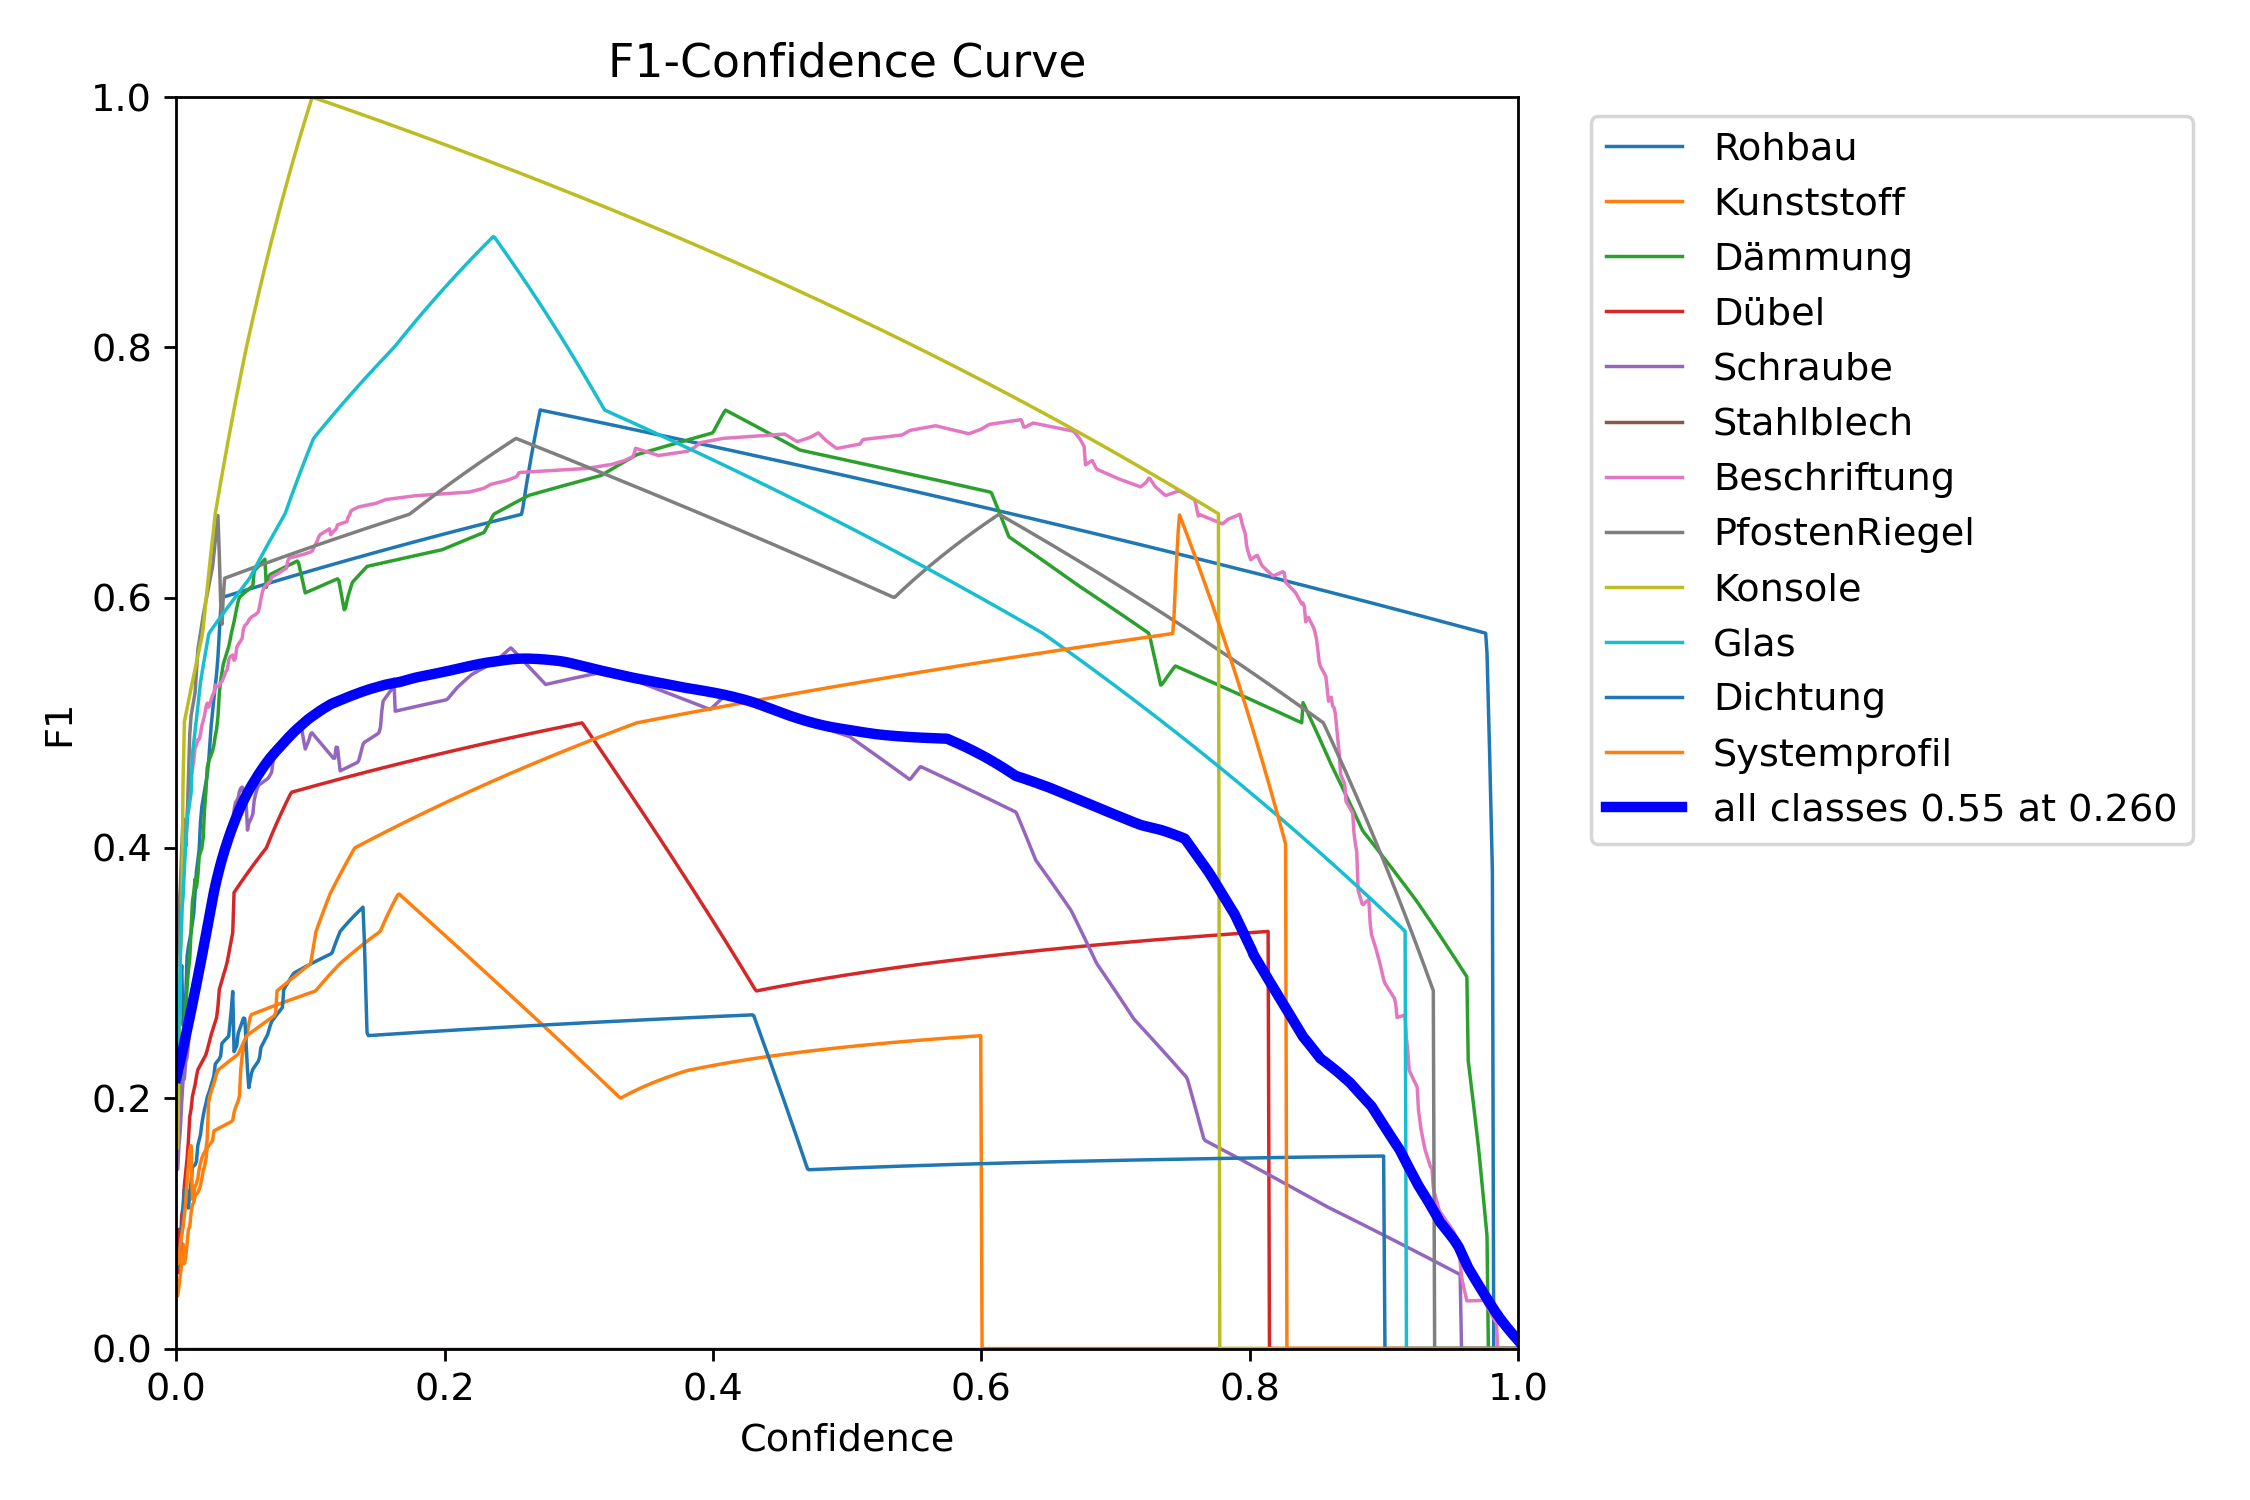 F1-Confidence Curve
1.0
0.8
0.6
0.4
0.2
0.0
F1
0.0 0.2 0.4 0.6 0.8 1.0
Confidence
Rohbau
Kunststoff
Dämmung
Dübel
Schraube
Stahlblech
Beschriftung
PfostenRiegel
Konsole
Glas
Dichtung
Systemprofil
all classes 0.55 at 0.260